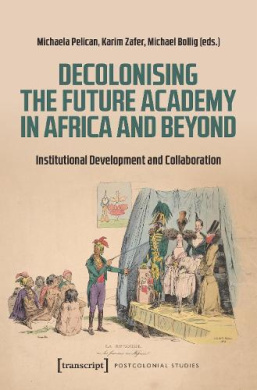 Michaela Pelican, Karim Zafer, Michael Bollig (eds.)
DECOLONISING
THE FUTURE ACADEMY
IN AFRICA AND BEYOND
Institutional Development and Collaboration
[transcript] POSTCOLONIAL STUDIES